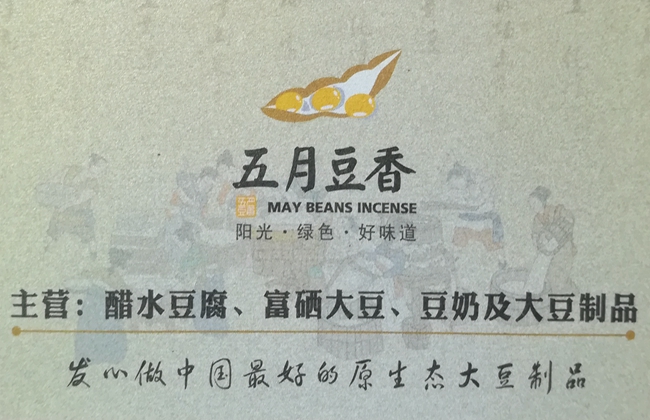 五月豆香
MAY BEANS INCENSE
阳光·绿色·好味道
主营：醋水豆腐、富硒大豆、豆奶及大豆制品
发心做中国最好的原生态大豆制品